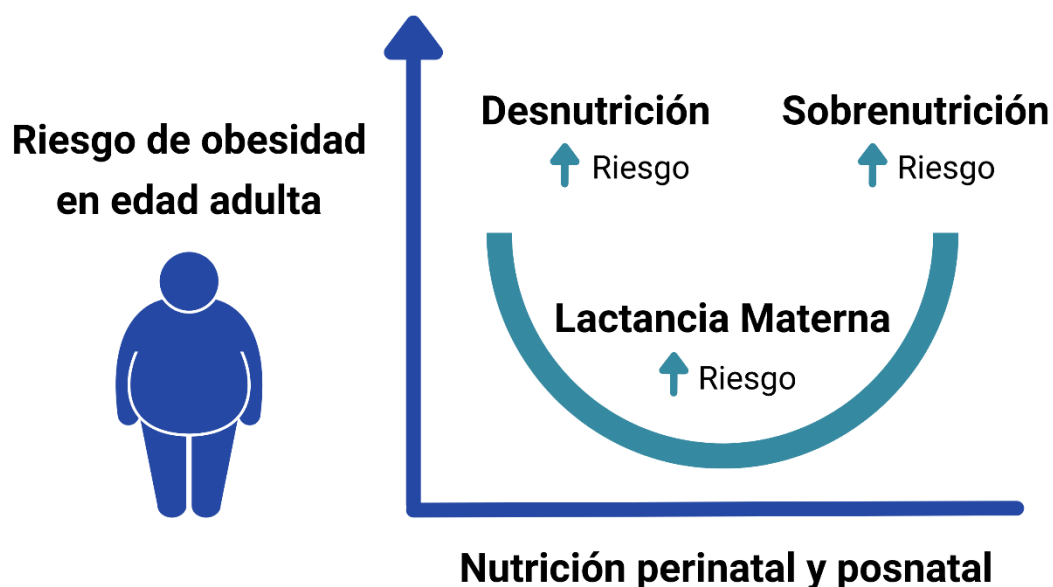 Riesgo de obesidad
en edad adulta
Desnutrición
Riesgo
Sobrenutrición
Riesgo
Lactancia Materna
Riesgo
Nutrición perinatal y posnatal